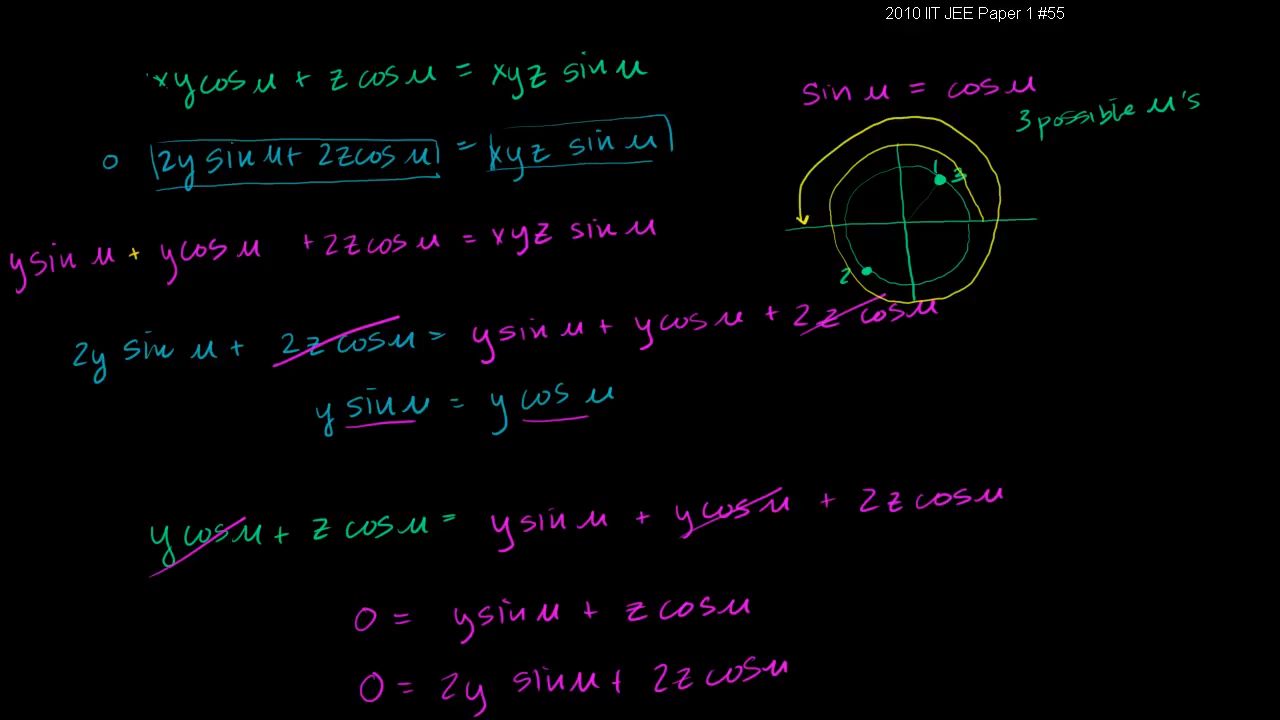 2010 IIT JEE Paper 1 #55
xy cos u + z cos u = xyz sin u
sin u = cos u
3 possible u's
0 2y sin u + 2z cos u = xyz sin u
1 3
2
y sin u + y cos u + 2z cos u = xyz sin u
2y sin u + 2z cos u = y sin u + y cos u + 2z cos u
y sin u = y cos u
y cos u + z cos u = y sin u + y cos u + 2z cos u
0 = y sin u + z cos u
0 = 2y sin u + 2z cos u